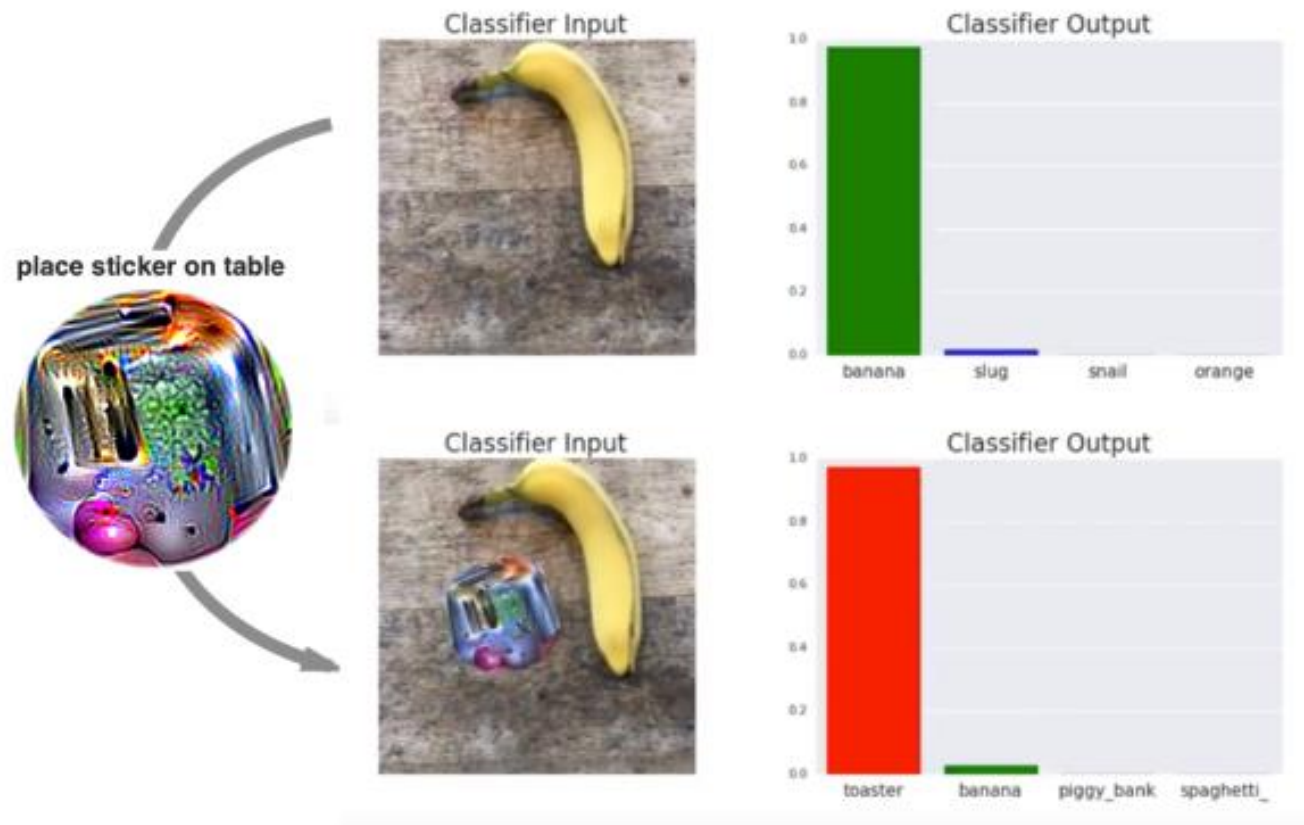 Classifier Input
Classifier Output
1.0
0.8
0.6
0.4
0.2
0.0
banana slug snail orange
place sticker on table
Classifier Input
Classifier Output
1.0
0.8
0.6
0.4
0.2
0.0
toaster banana piggy_bank spaghetti_